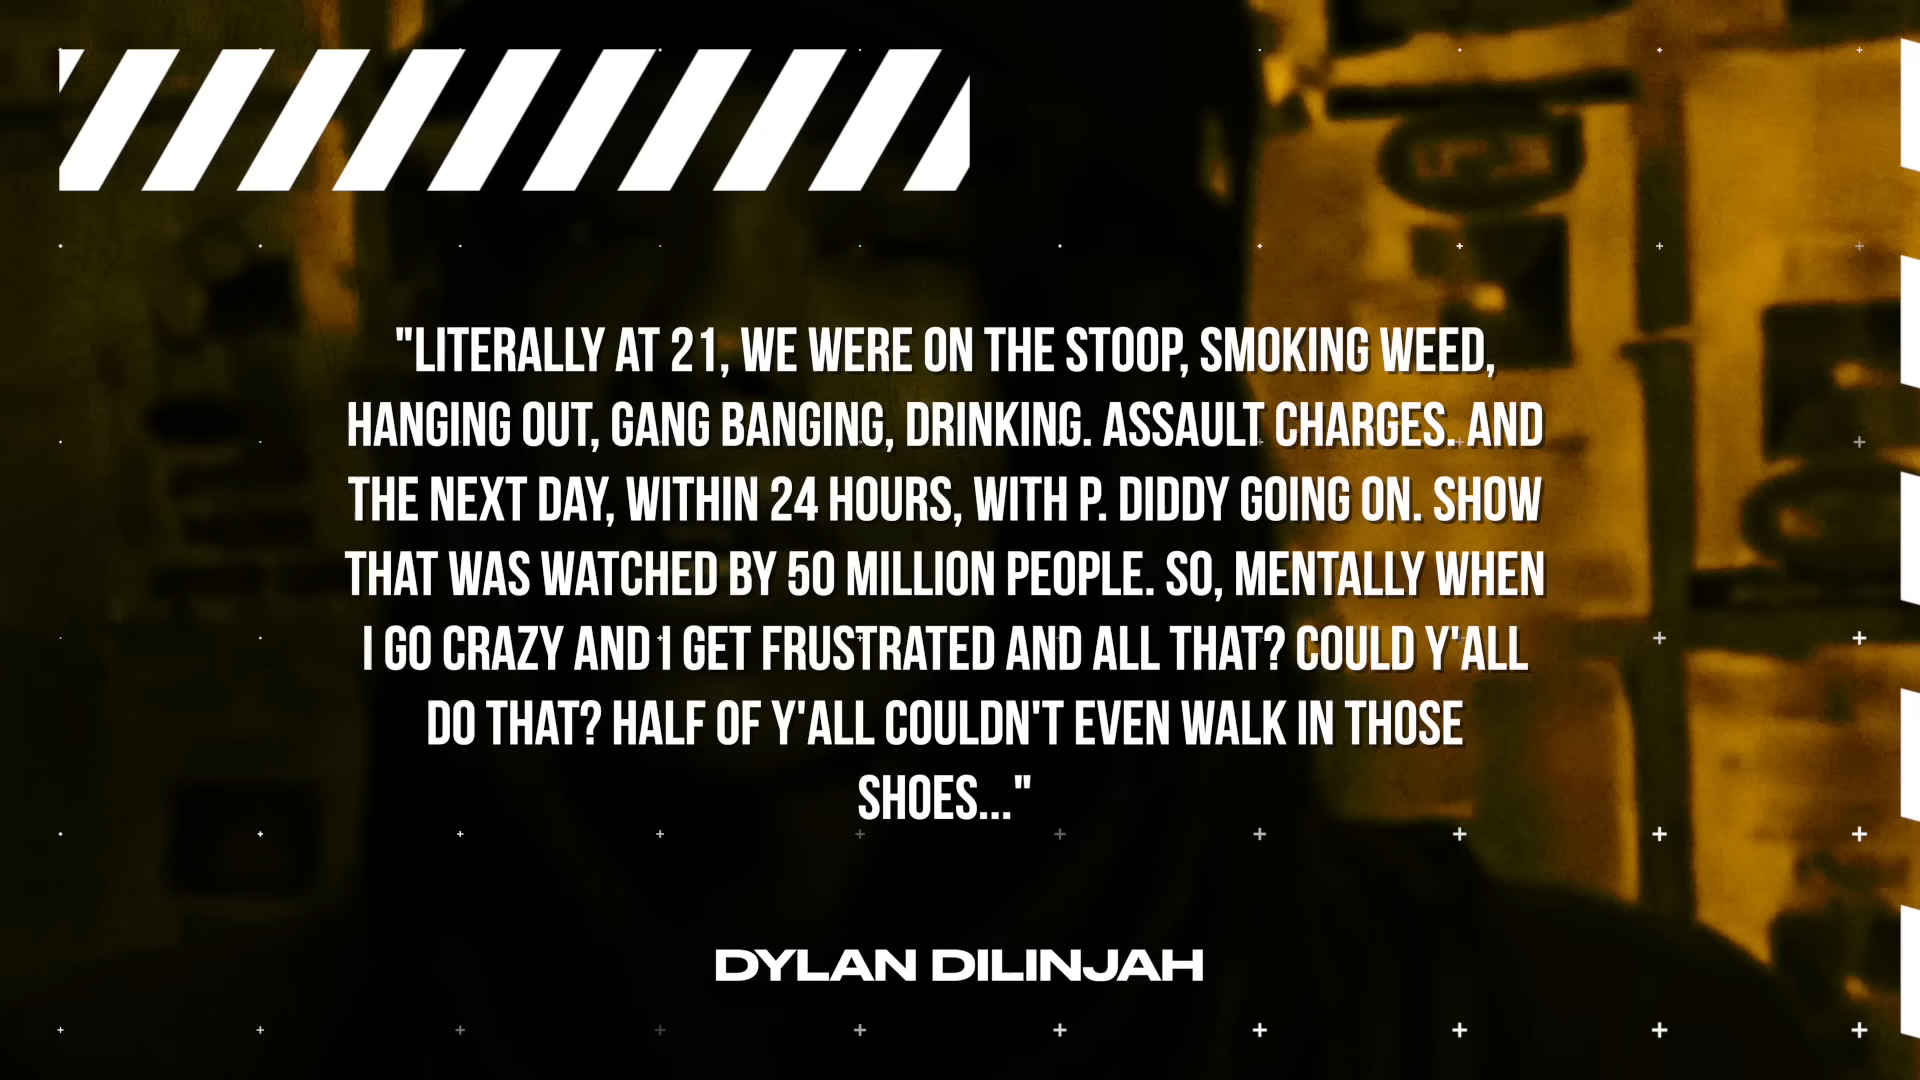 "LITERALLY AT 21, WE WERE ON THE STOOP, SMOKING WEED,
HANGING OUT, GANG BANGING, DRINKING. ASSAULT CHARGES. AND
THE NEXT DAY, WITHIN 24 HOURS, WITH P. DIDDY GOING ON. SHOW
THAT WAS WATCHED BY 50 MILLION PEOPLE. SO, MENTALLY WHEN
I GO CRAZY AND I GET FRUSTRATED AND ALL THAT? COULD Y'ALL
DO THAT? HALF OF Y'ALL COULDN'T EVEN WALK IN THOSE
SHOES..."
DYLAN DILINJAH